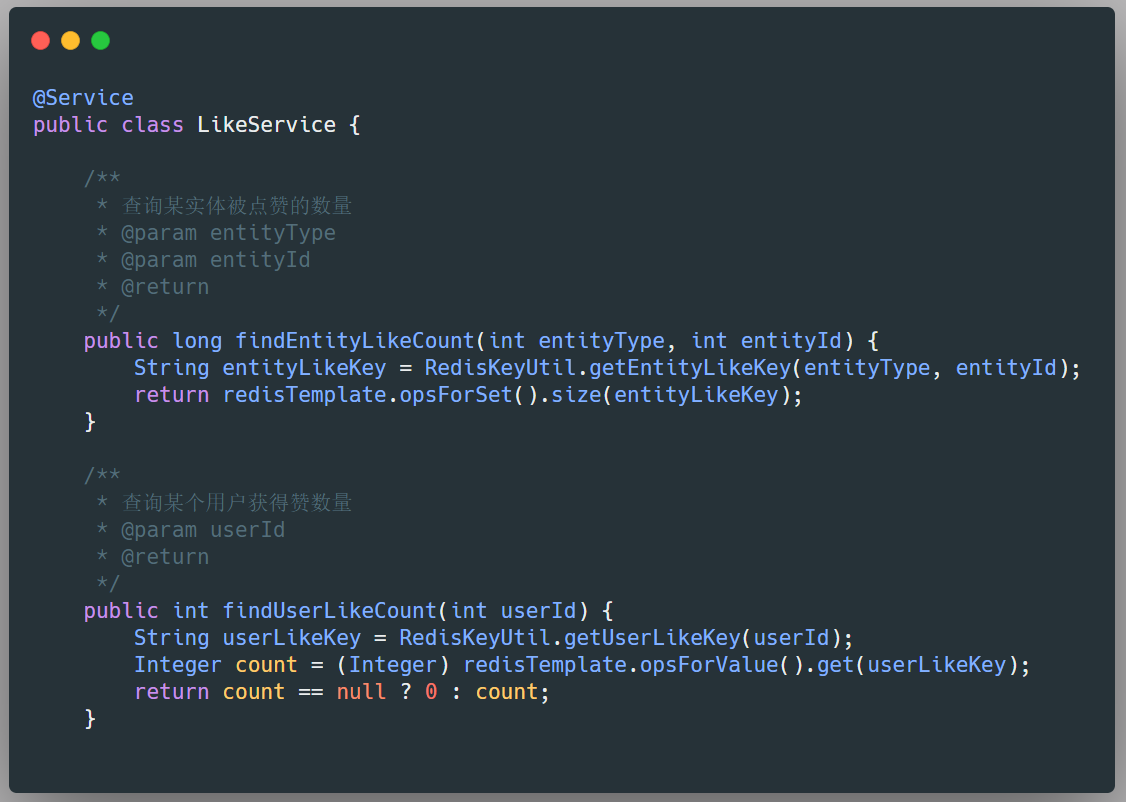 @Service
public class LikeService {
    /**
     * 查询某实体被点赞的数量
     * @param entityType
     * @param entityId
     * @return
     */
    public long findEntityLikeCount(int entityType, int entityId) {
        String entityLikeKey = RedisKeyUtil.getEntityLikeKey(entityType, entityId);
        return redisTemplate.opsForSet().size(entityLikeKey);
    }
    /**
     * 查询某个用户获得赞数量
     * @param userId
     * @return
     */
    public int findUserLikeCount(int userId) {
        String userLikeKey = RedisKeyUtil.getUserLikeKey(userId);
        Integer count = (Integer) redisTemplate.opsForValue().get(userLikeKey);
        return count == null ? 0 : count;
    }